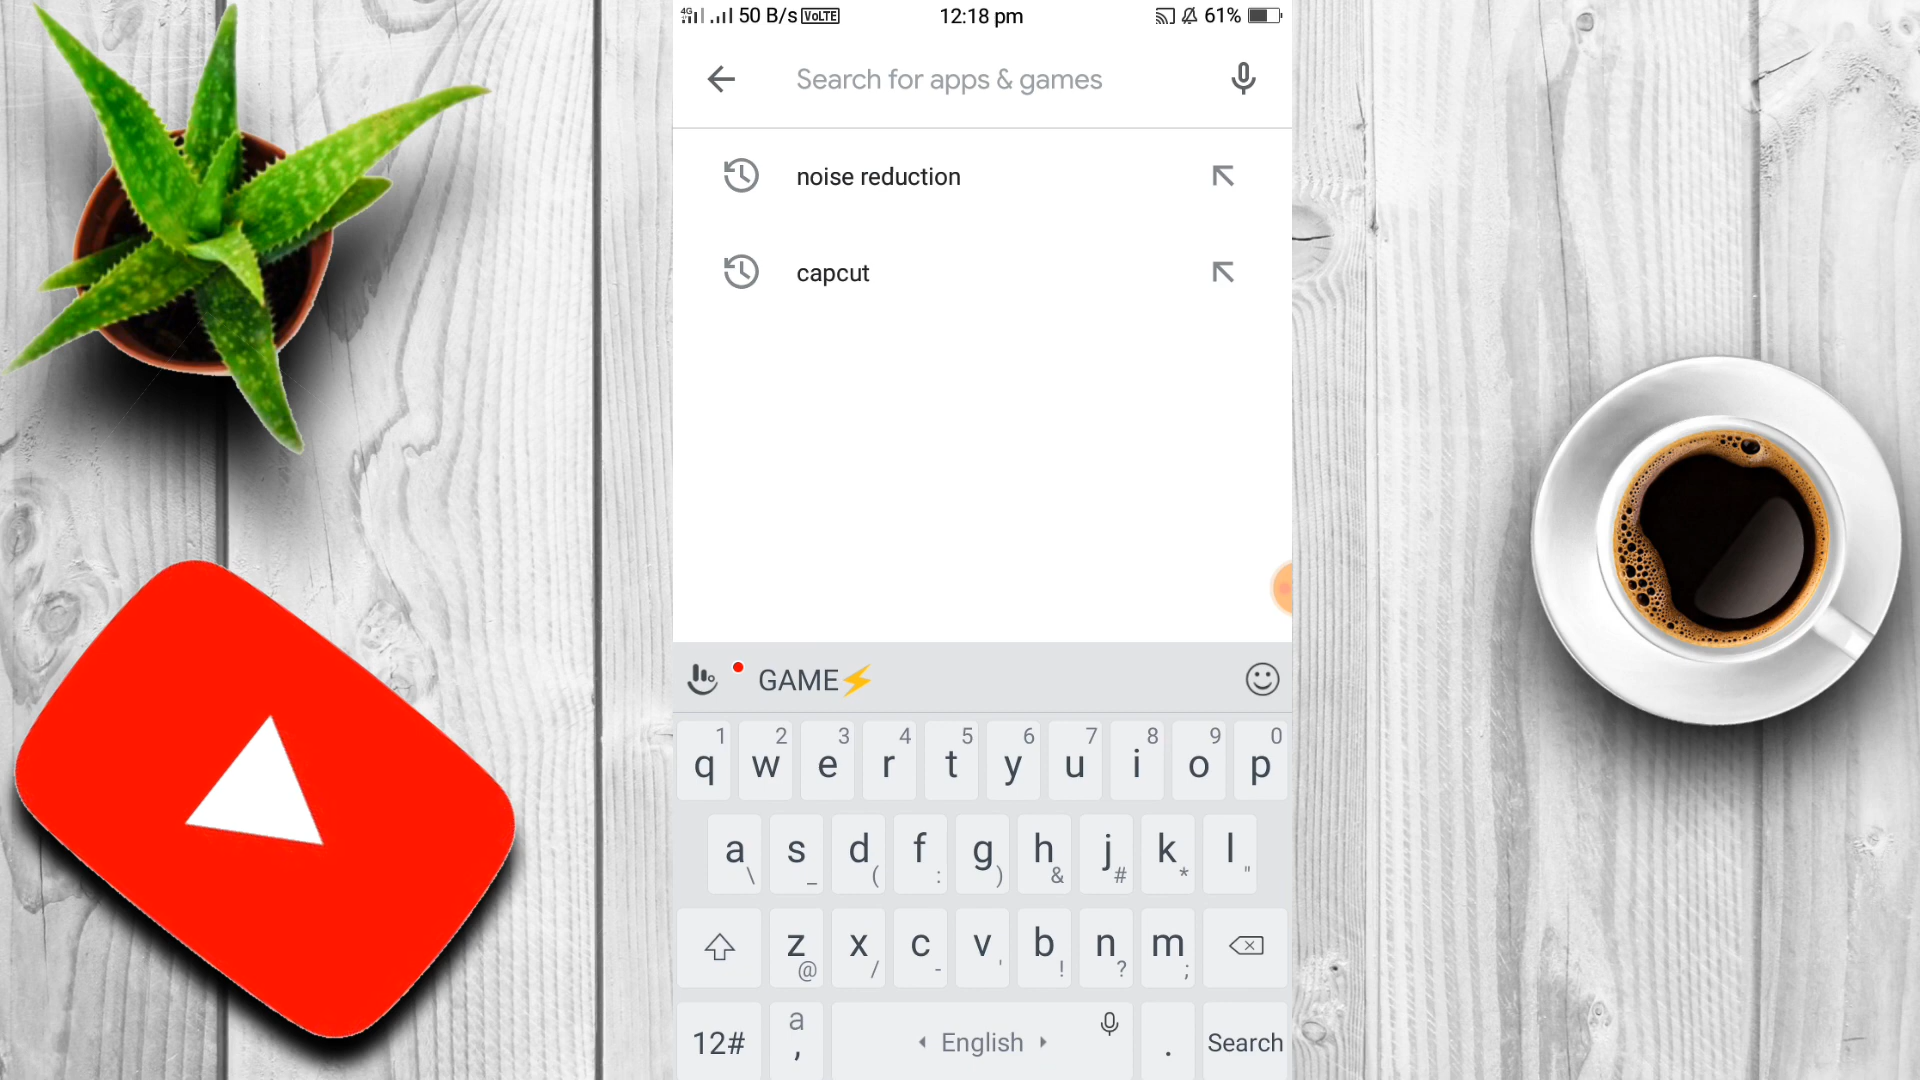 4G 50 B/s VoLTE 12:18 pm 61%
Search for apps & games
noise reduction
capcut
GAME⚡
1 2 3 4 5 6 7 8 9 0
q w e r t y u i o p
a s d f g h j k l
\ _ ( : ) & # * "
z x c v b n m
@ / - ' ! ? ;
12# a , English . Search